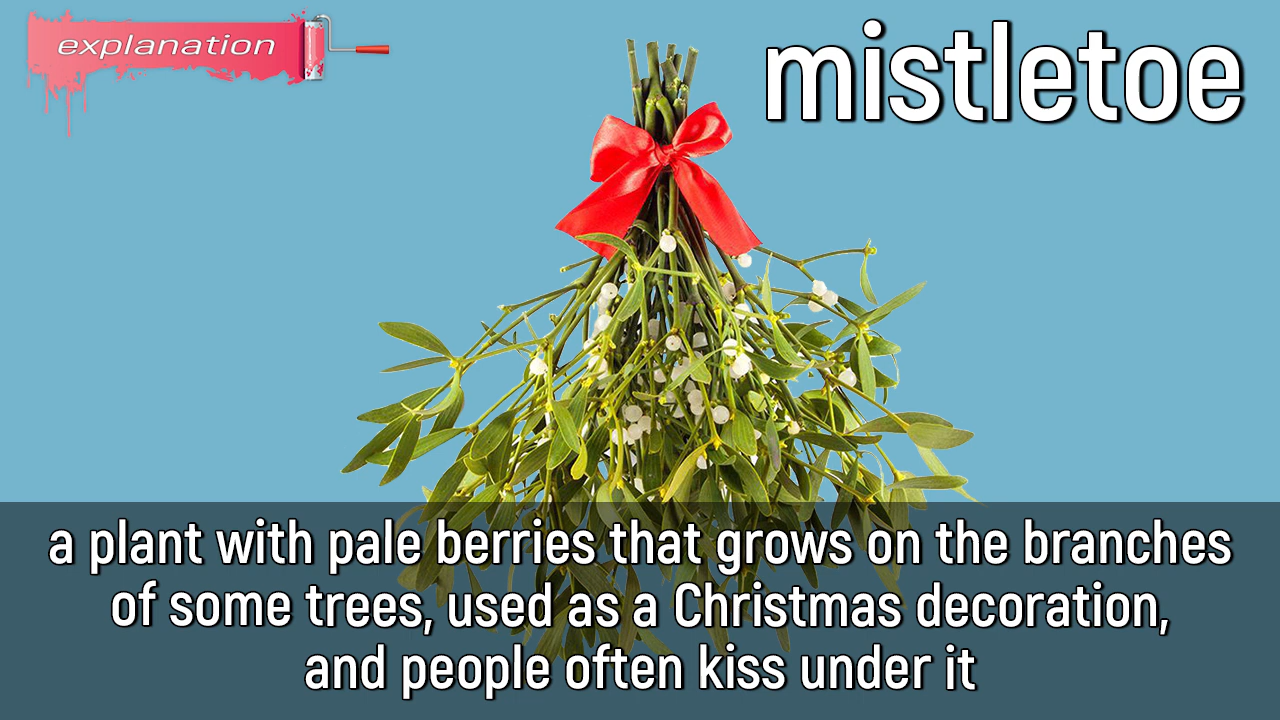 explanation
mistletoe
a plant with pale berries that grows on the branches
of some trees, used as a Christmas decoration,
and people often kiss under it